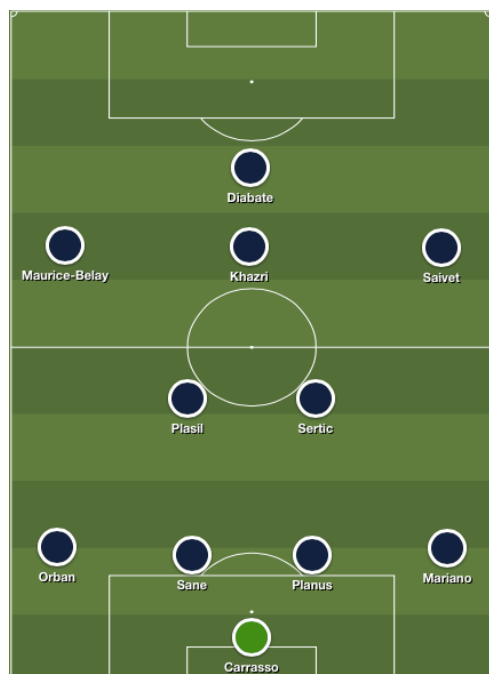 Diabate
Maurice-Belay
Khazri
Saivet
Plasil
Sertic
Orban
Sane
Planus
Mariano
Carrasso